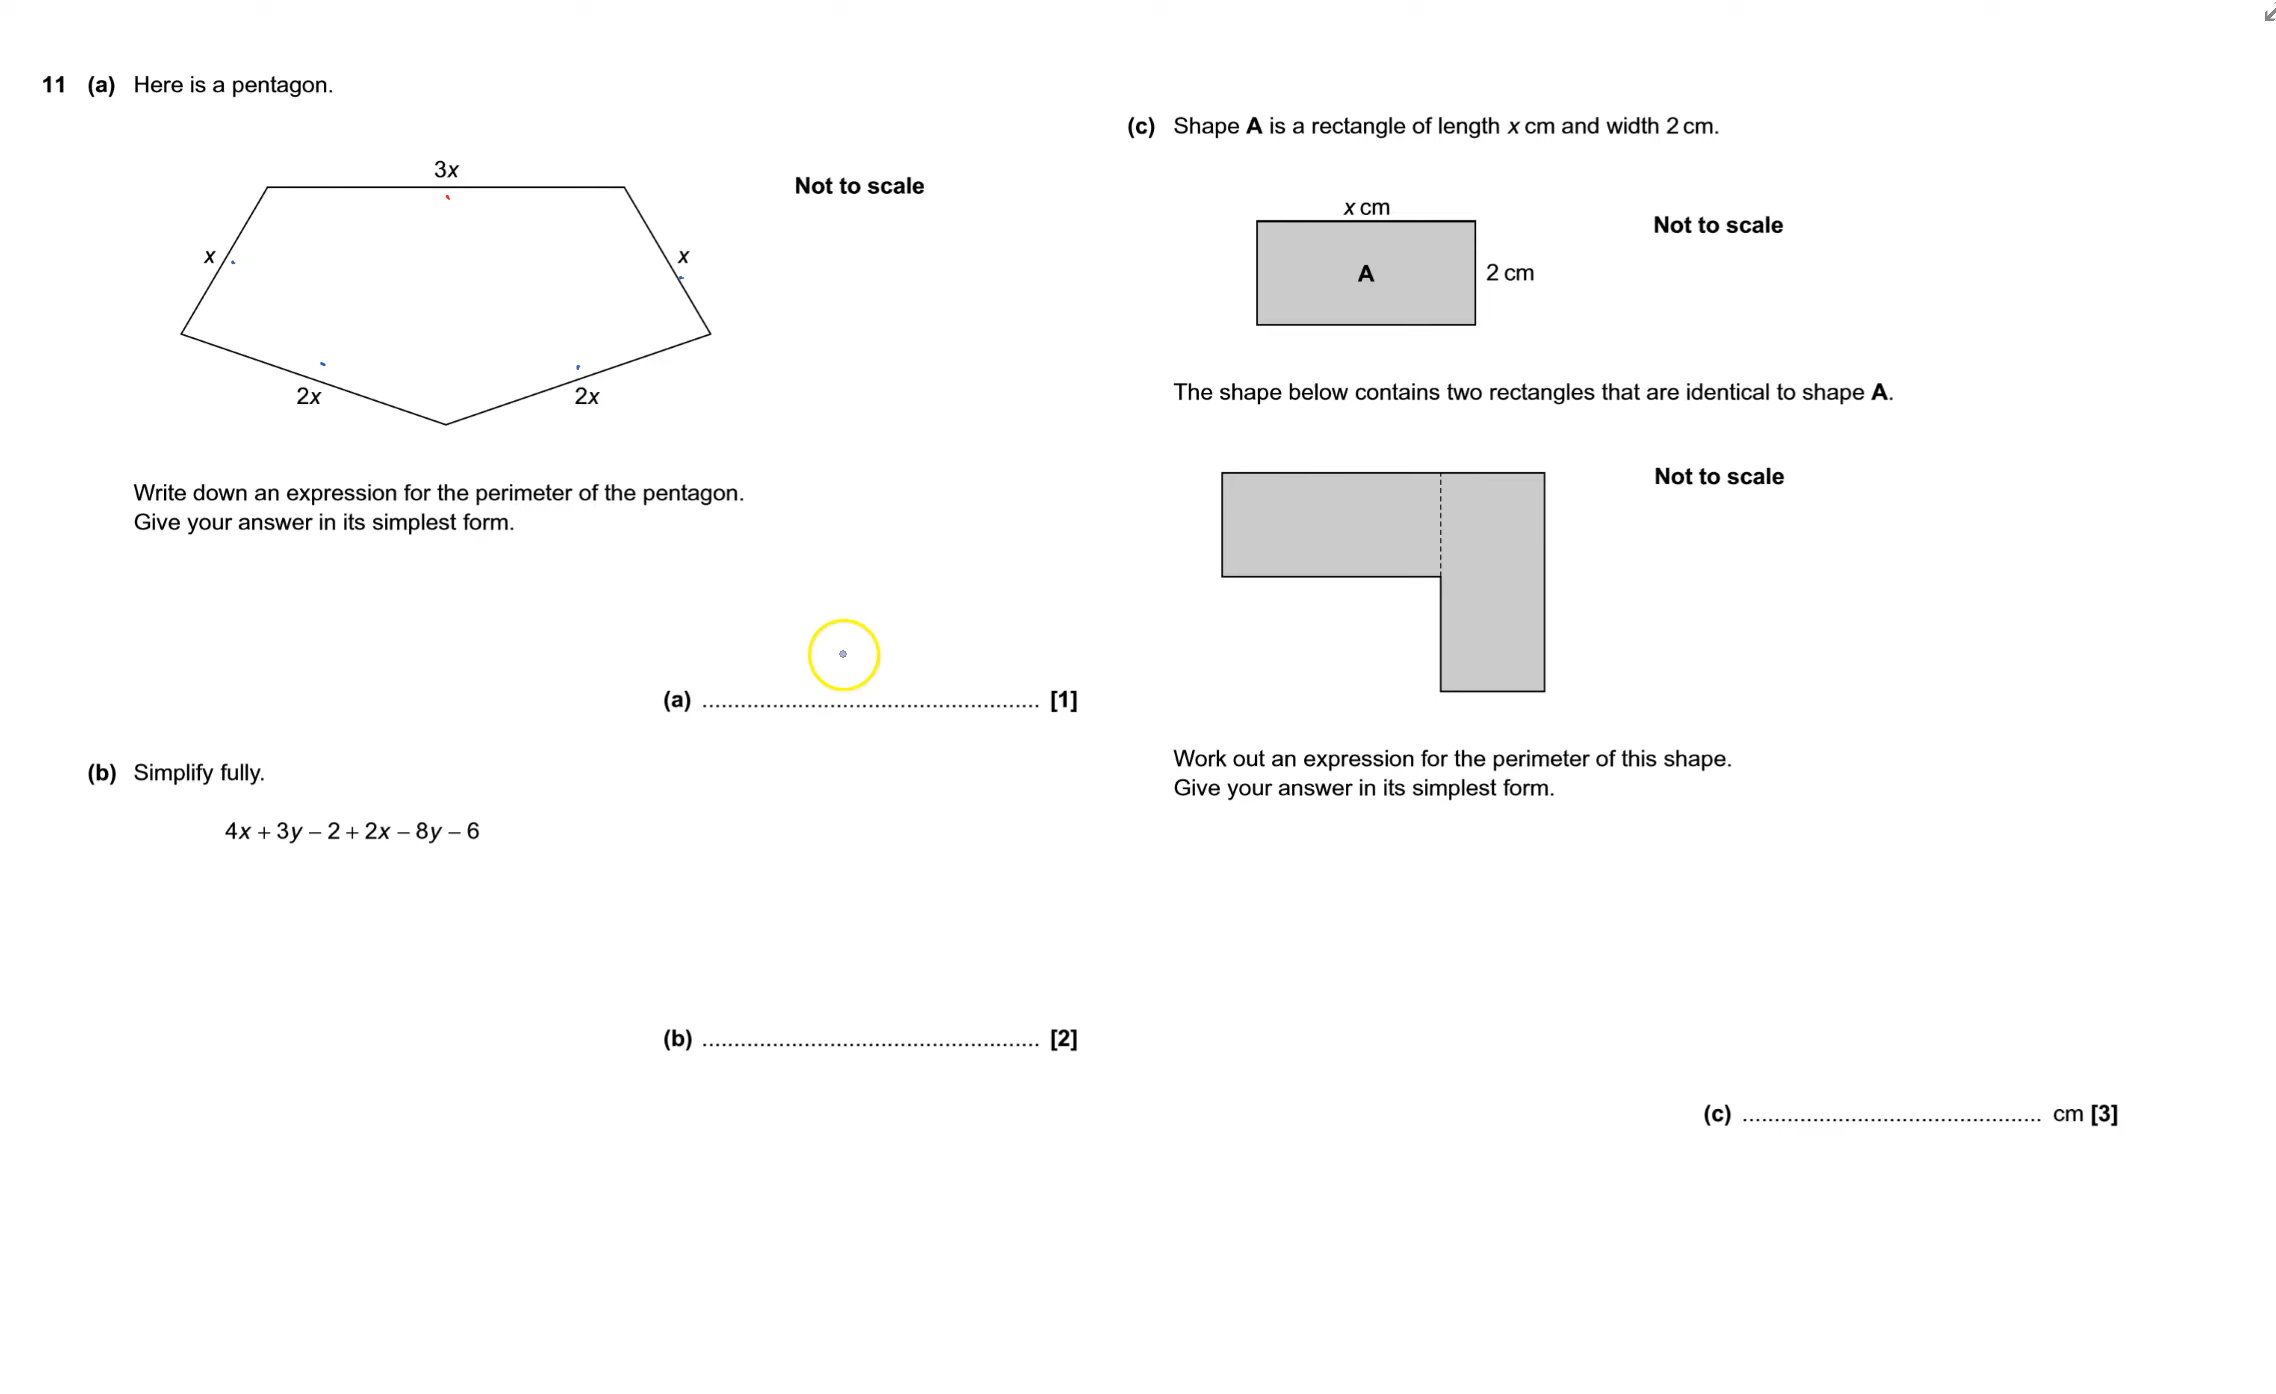 11 (a) Here is a pentagon.
3x
Not to scale
x
x
2x
2x
Write down an expression for the perimeter of the pentagon.
Give your answer in its simplest form.
(a) ..................................................... [1]
(b) Simplify fully.
4x + 3y – 2 + 2x – 8y – 6
(b) ..................................................... [2]
(c) Shape A is a rectangle of length x cm and width 2 cm.
x cm
Not to scale
A
2 cm
The shape below contains two rectangles that are identical to shape A.
Not to scale
Work out an expression for the perimeter of this shape.
Give your answer in its simplest form.
(c) ............................................... cm [3]